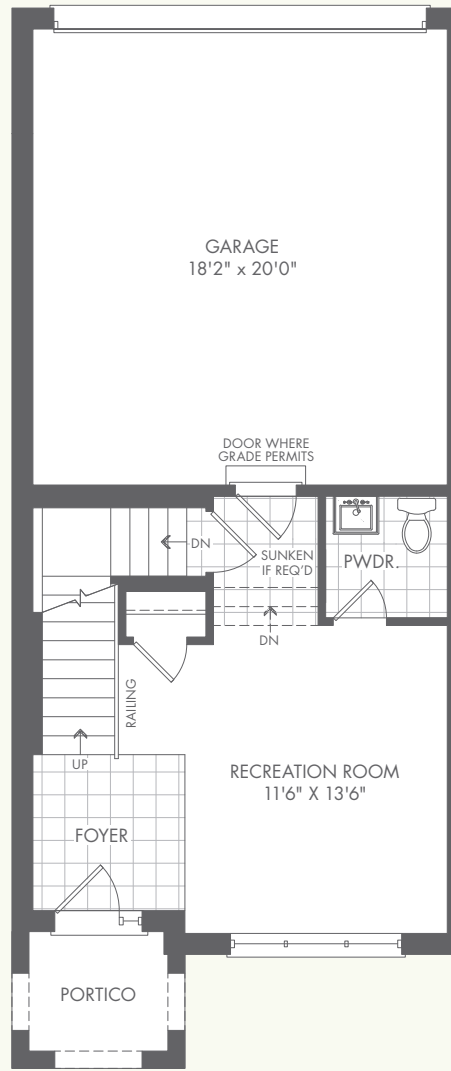 GARAGE
18'2" x 20'0"
DOOR WHERE
GRADE PERMITS
DN
SUNKEN
IF REQ'D
PWDR.
DN
RAILING
UP
RECREATION ROOM
11'6" X 13'6"
FOYER
PORTICO